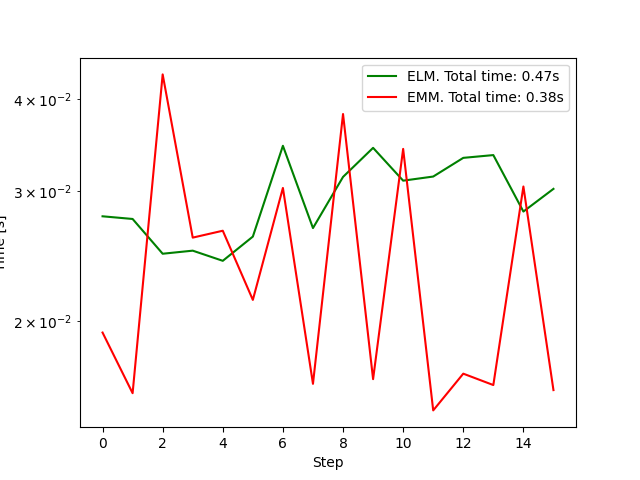 ELM. Total time: 0.47s
EMM. Total time: 0.38s
4 × 10⁻²
3 × 10⁻²
2 × 10⁻²
[s]
0 2 4 6 8 10 12 14
Step